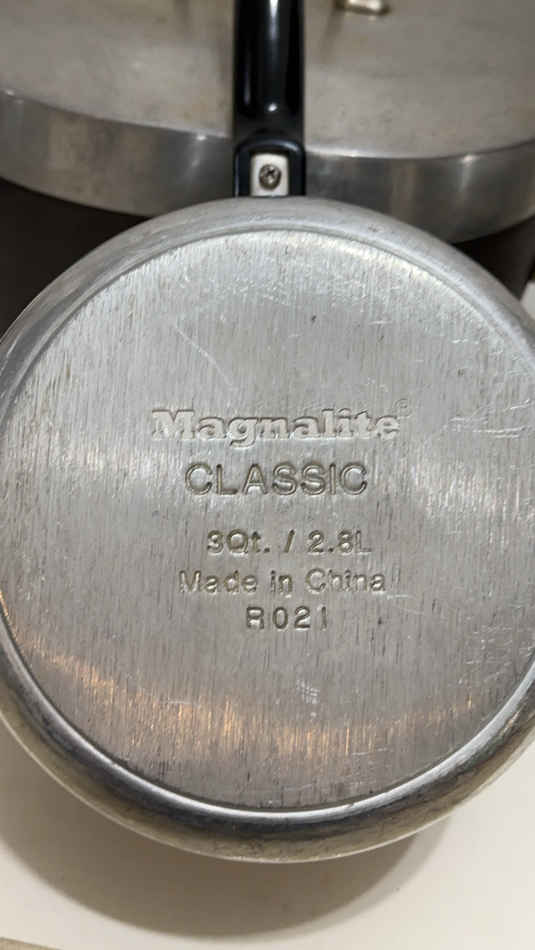 Magnalite®
CLASSIC
3Qt. / 2.8L
Made in China
R021